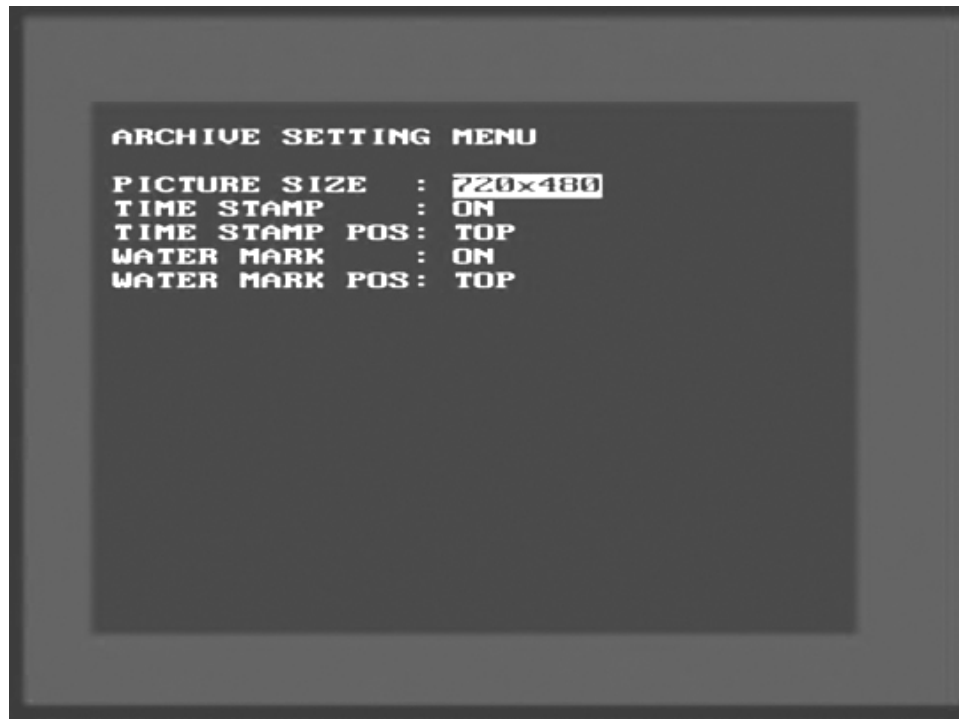 ARCHIVE SETTING MENU
PICTURE SIZE : 720x480
TIME STAMP : ON
TIME STAMP POS: TOP
WATER MARK : ON
WATER MARK POS: TOP